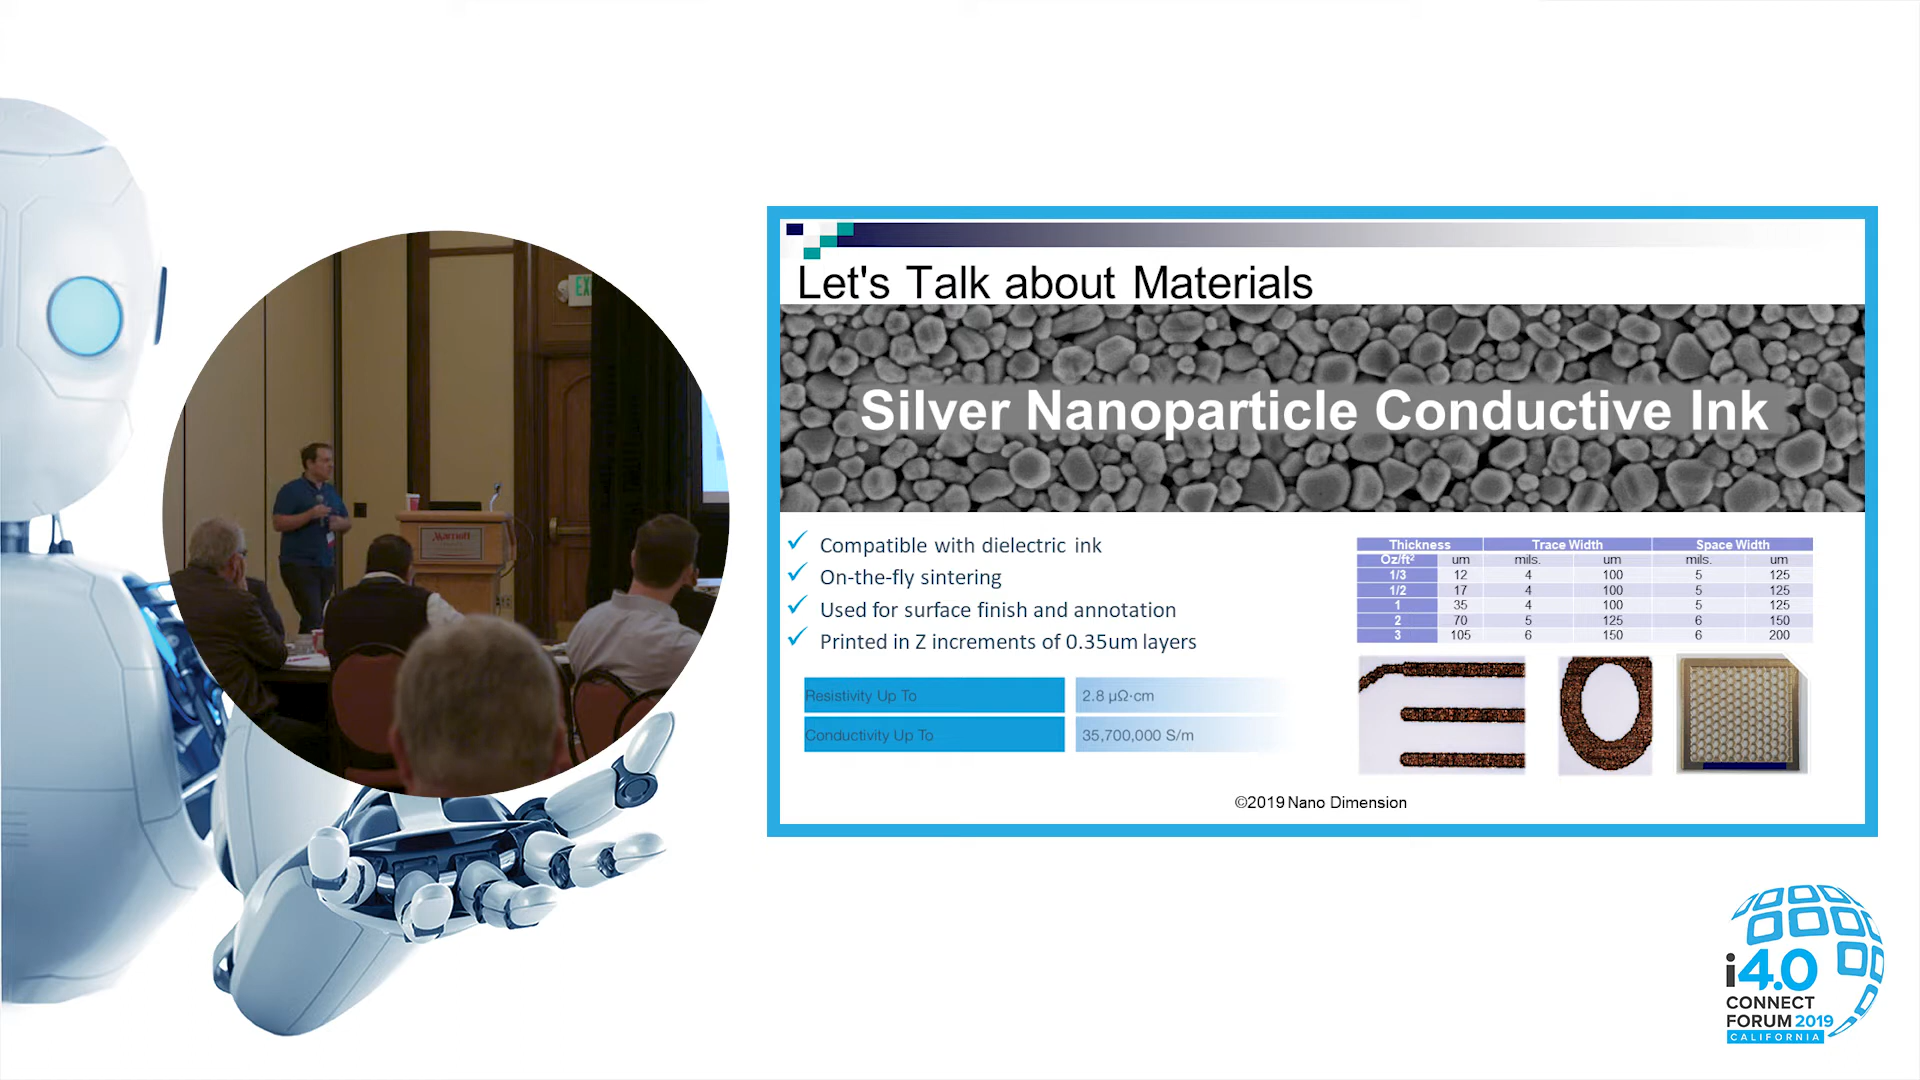 EX
Marriott
Let's Talk about Materials
Silver Nanoparticle Conductive Ink
✓ Compatible with dielectric ink
✓ On-the-fly sintering
✓ Used for surface finish and annotation
✓ Printed in Z increments of 0.35um layers
Resistivity Up To 2.8 µΩ·cm
Conductivity Up To 35,700,000 S/m
Thickness Trace Width Space Width
Oz/ft² um mils. um mils. um
1/3 12 4 100 5 125
1/2 17 4 100 5 125
1 35 4 100 5 125
2 70 5 125 6 150
3 105 6 150 6 200
©2019 Nano Dimension
i4.0
CONNECT
FORUM 2019
CALIFORNIA